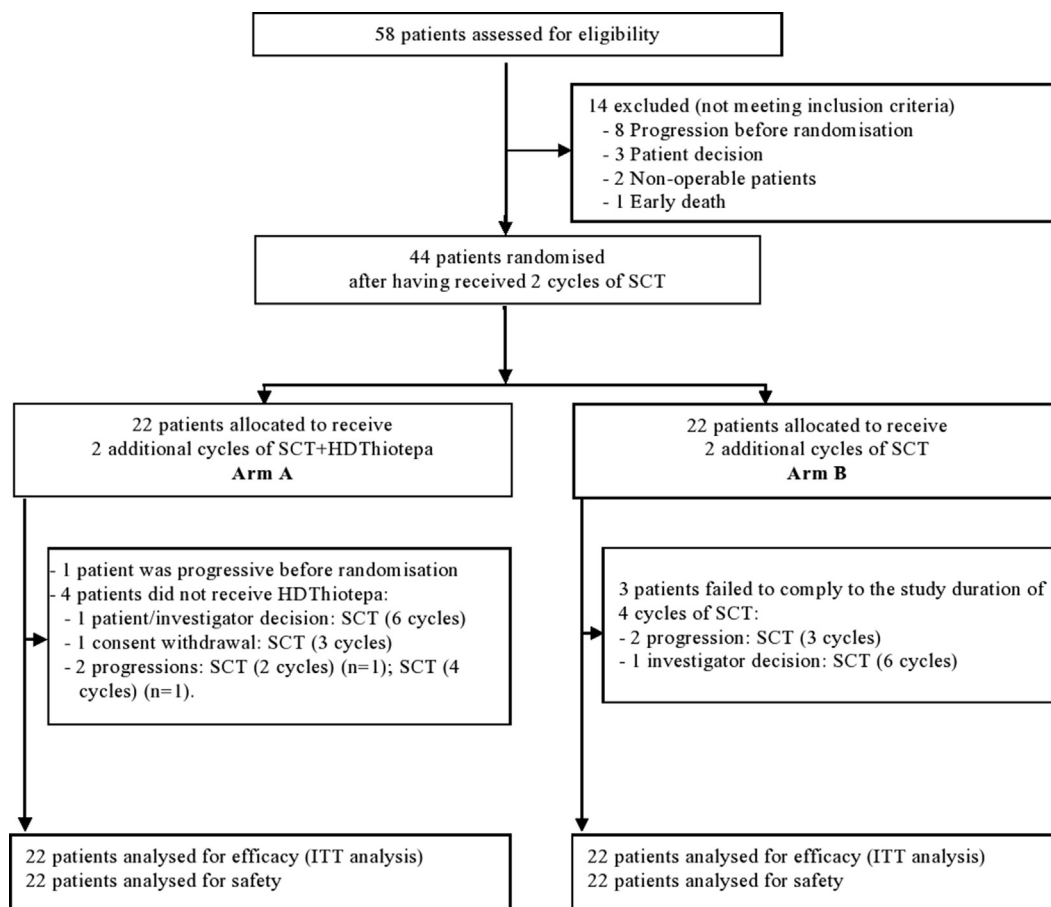 58 patients assessed for eligibility
14 excluded (not meeting inclusion criteria)
- 8 Progression before randomisation
- 3 Patient decision
- 2 Non-operable patients
- 1 Early death
44 patients randomised
after having received 2 cycles of SCT
22 patients allocated to receive
2 additional cycles of SCT+HDThiotepa
Arm A
22 patients allocated to receive
2 additional cycles of SCT
Arm B
- 1 patient was progressive before randomisation
- 4 patients did not receive HDThiotepa:
- 1 patient/investigator decision: SCT (6 cycles)
- 1 consent withdrawal: SCT (3 cycles)
- 2 progressions: SCT (2 cycles) (n=1); SCT (4
cycles) (n=1).
3 patients failed to comply to the study duration of
4 cycles of SCT:
- 2 progression: SCT (3 cycles)
- 1 investigator decision: SCT (6 cycles)
22 patients analysed for efficacy (ITT analysis)
22 patients analysed for safety
22 patients analysed for efficacy (ITT analysis)
22 patients analysed for safety